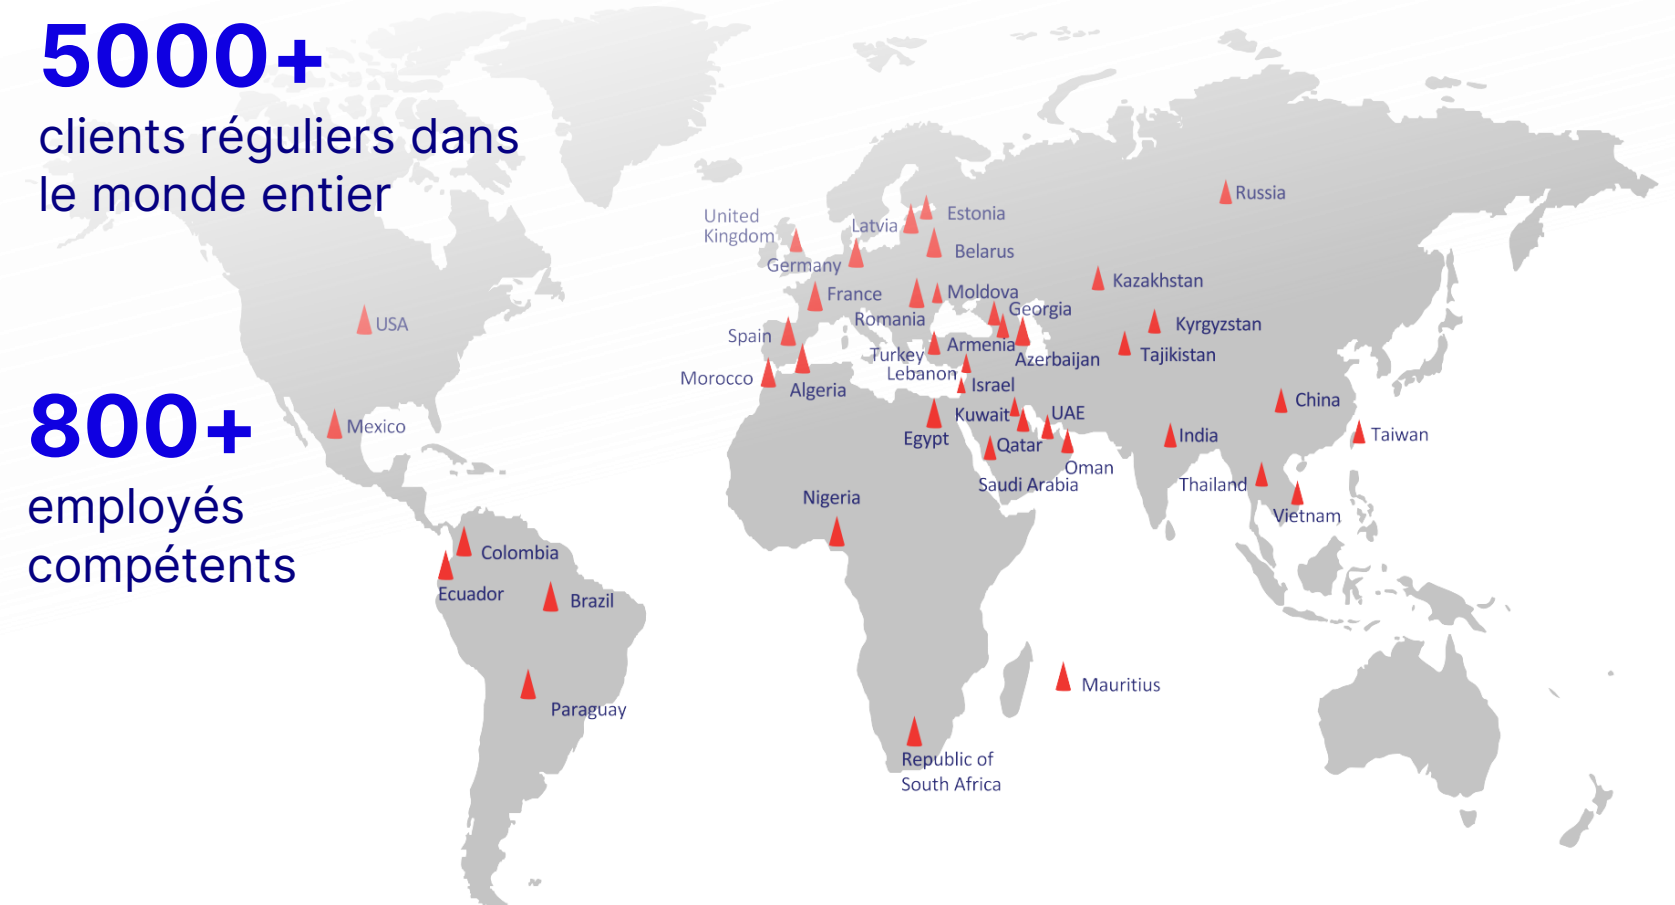 5000+
clients réguliers dans
le monde entier
800+
employés
compétents
USA
Mexico
Colombia
Ecuador
Brazil
Paraguay
United
Kingdom
Germany
Latvia
Estonia
Belarus
France
Romania
Moldova
Georgia
Spain
Turkey
Armenia
Azerbaijan
Lebanon
Morocco
Algeria
Israel
Egypt
Kuwait
UAE
Qatar
Oman
Saudi Arabia
Nigeria
Mauritius
Republic of
South Africa
Russia
Kazakhstan
Kyrgyzstan
Tajikistan
China
India
Taiwan
Thailand
Vietnam